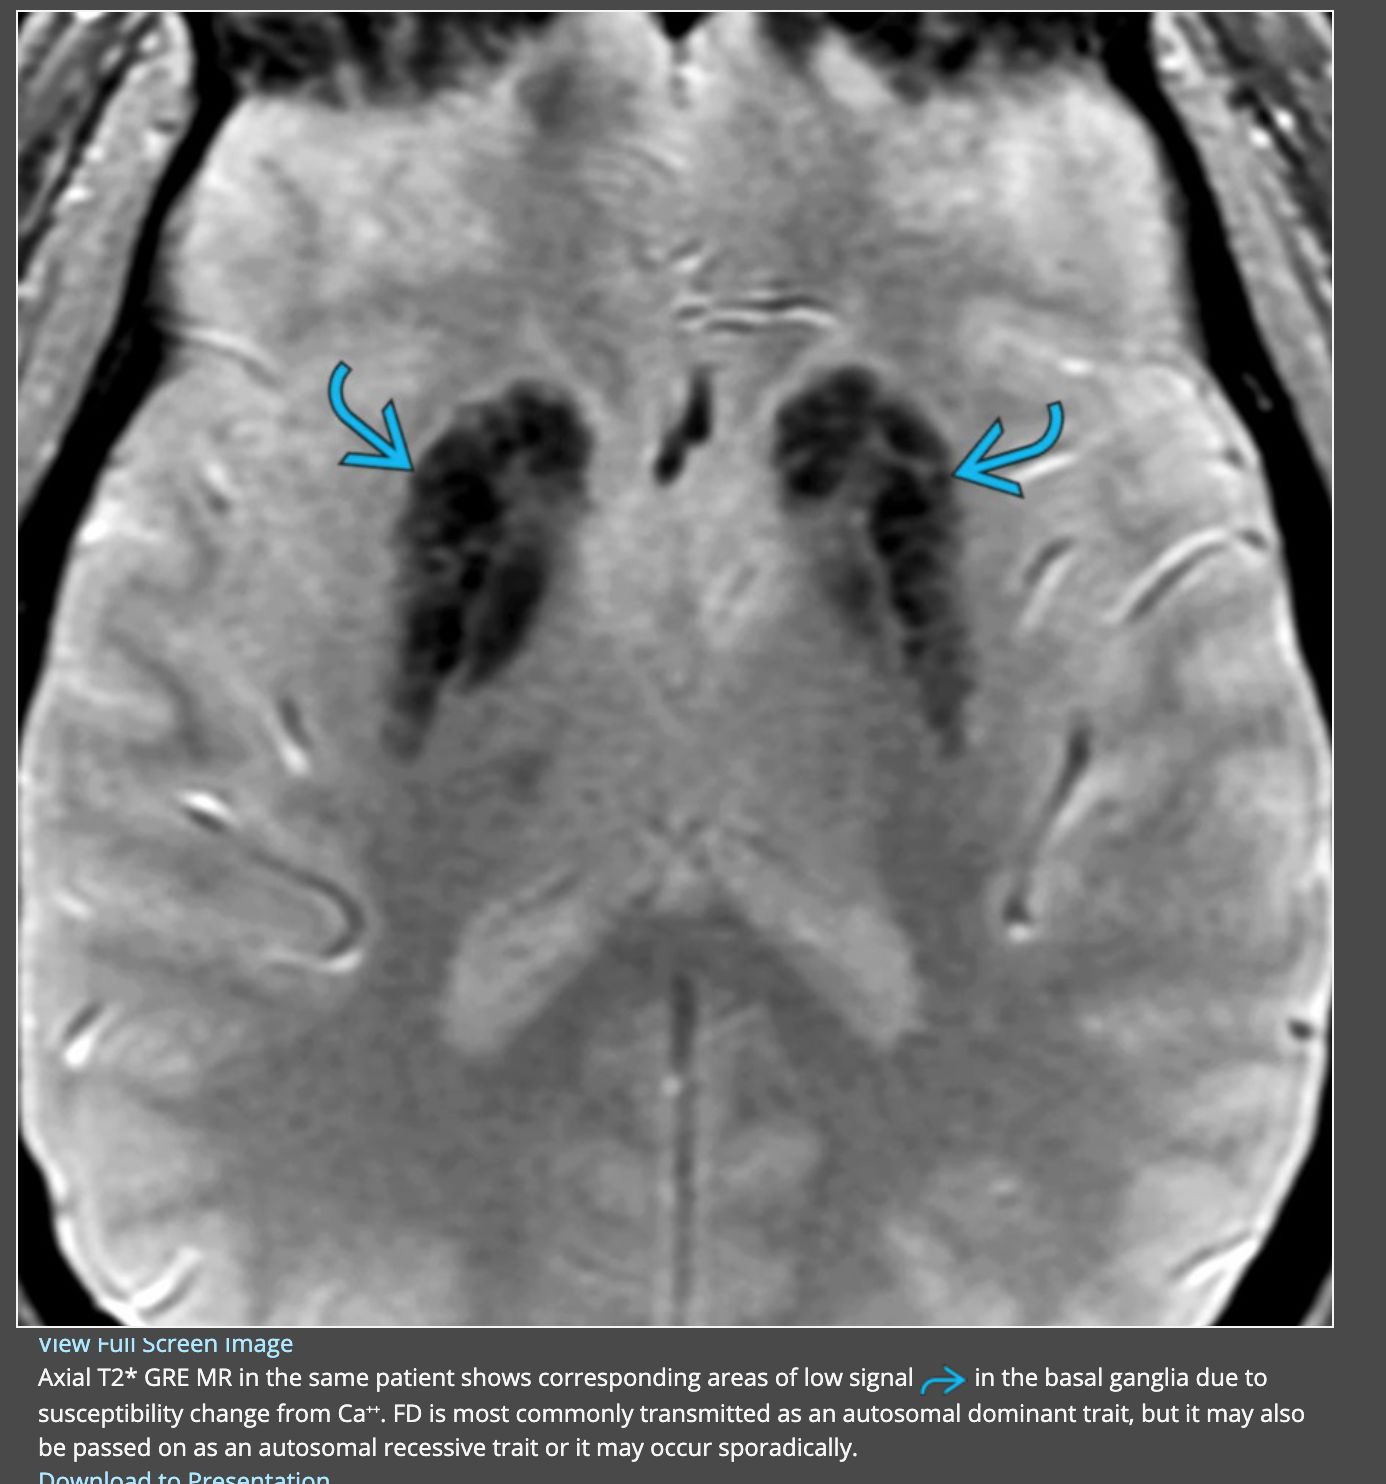 View Full Screen Image
Axial T2* GRE MR in the same patient shows corresponding areas of low signal in the basal ganglia due to
susceptibility change from Ca⁺⁺. FD is most commonly transmitted as an autosomal dominant trait, but it may also
be passed on as an autosomal recessive trait or it may occur sporadically.
Download to Presentation